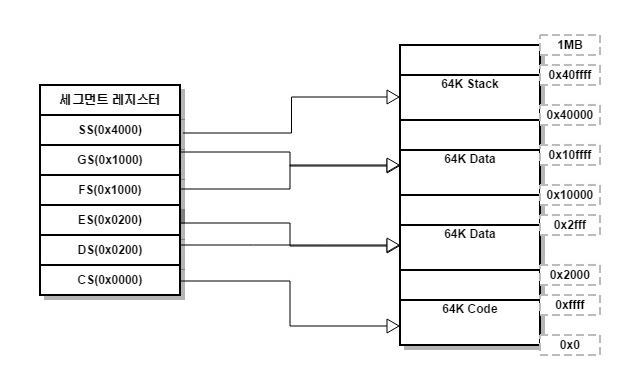 세그먼트 레지스터
SS(0x4000)
GS(0x1000)
FS(0x1000)
ES(0x0200)
DS(0x0200)
CS(0x0000)
1MB
0x40ffff
64K Stack
0x40000
0x10ffff
64K Data
0x10000
0x2fff
64K Data
0x2000
0xffff
64K Code
0x0